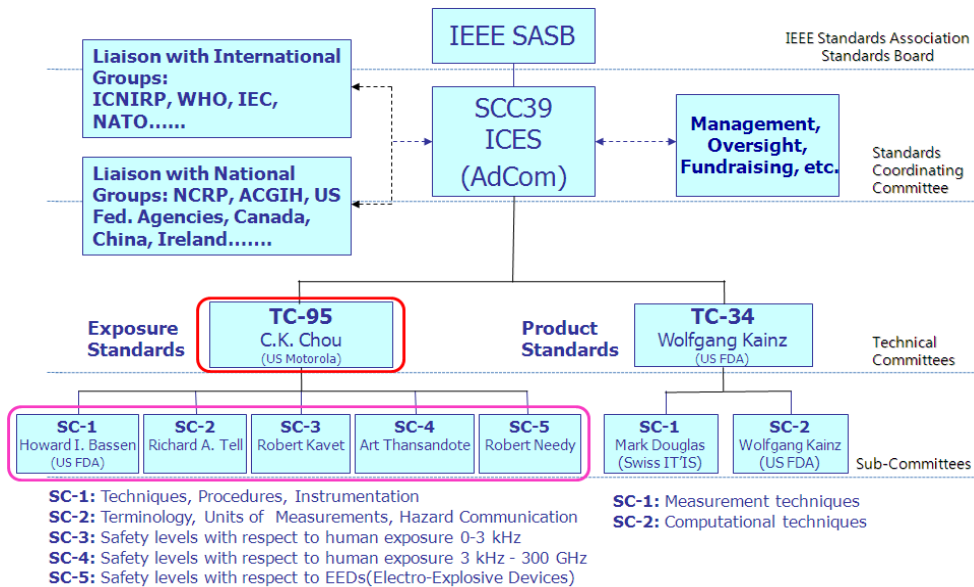 IEEE SASB
IEEE Standards Association
Standards Board
Liaison with International
Groups:
ICNIRP, WHO, IEC,
NATO......
SCC39
ICES
(AdCom)
Management,
Oversight,
Fundraising, etc.
Standards
Coordinating
Committee
Liaison with National
Groups: NCRP, ACGIH, US
Fed. Agencies, Canada,
China, Ireland.......
Exposure
Standards
TC-95
C.K. Chou
(US Motorola)
Product
Standards
TC-34
Wolfgang Kainz
(US FDA)
Technical
Committees
SC-1
Howard I. Bassen
(US FDA)
SC-2
Richard A. Tell
SC-3
Robert Kavet
SC-4
Art Thansandote
SC-5
Robert Needy
SC-1
Mark Douglas
(Swiss IT'IS)
SC-2
Wolfgang Kainz
(US FDA)
Sub-Committees
SC-1: Techniques, Procedures, Instrumentation
SC-2: Terminology, Units of Measurements, Hazard Communication
SC-3: Safety levels with respect to human exposure 0-3 kHz
SC-4: Safety levels with respect to human exposure 3 kHz - 300 GHz
SC-5: Safety levels with respect to EEDs(Electro-Explosive Devices)
SC-1: Measurement techniques
SC-2: Computational techniques